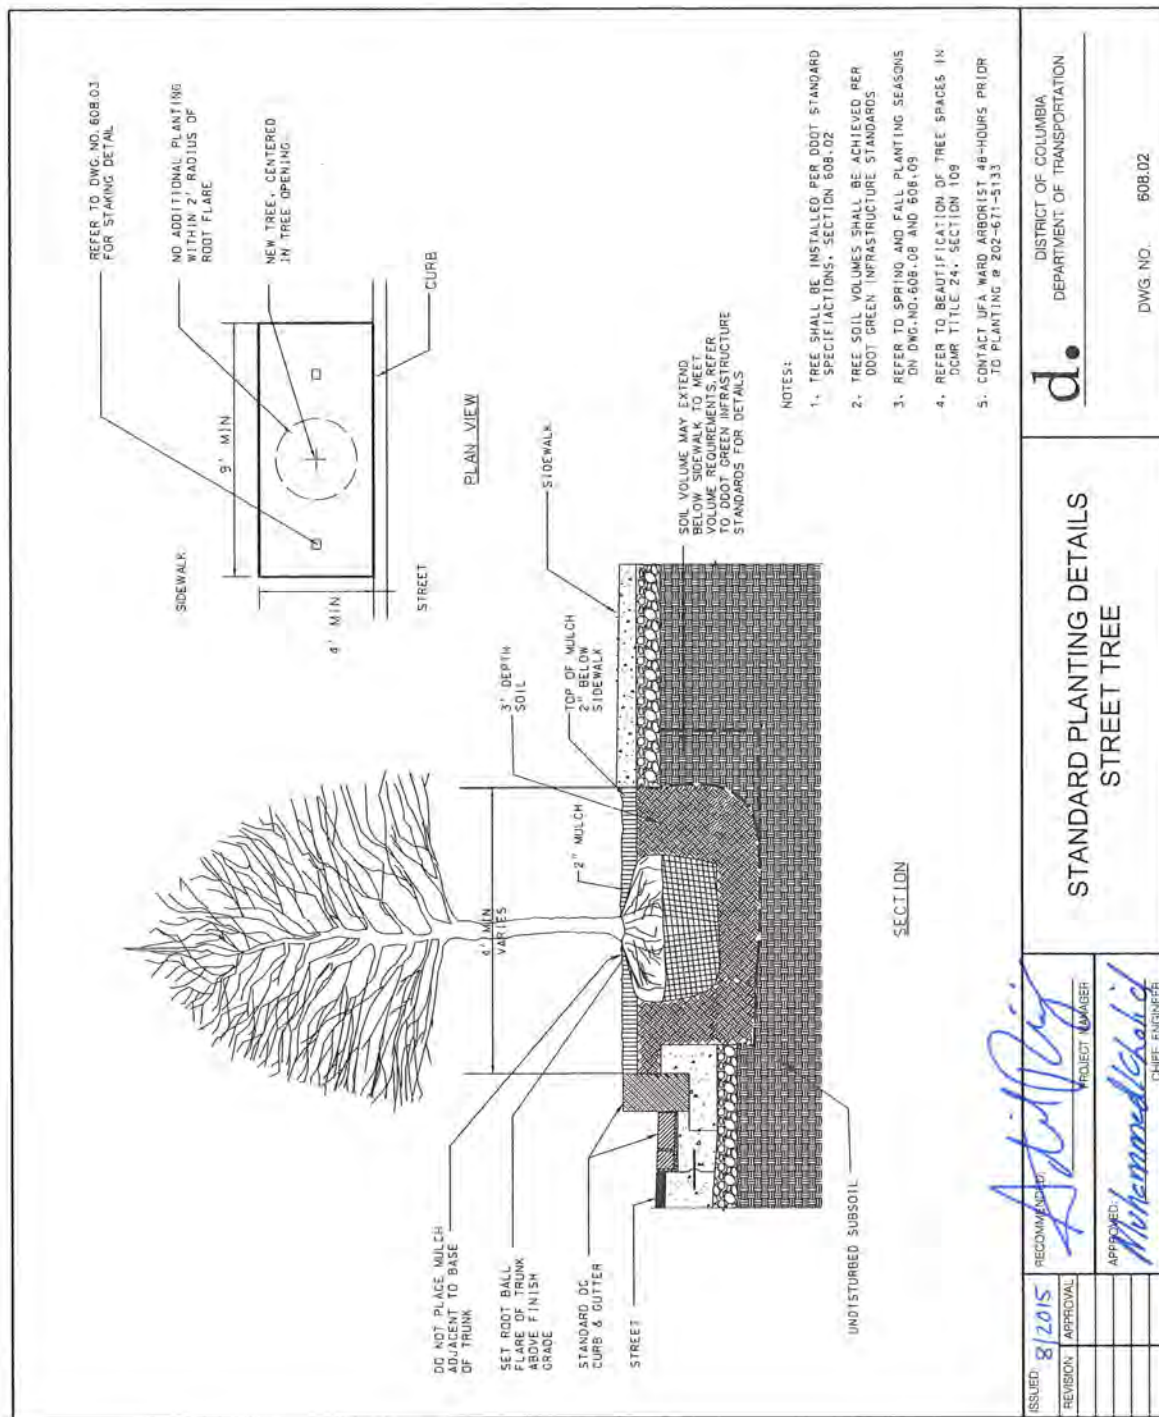 REFER TO DWG. NO. 608.03
FOR STAKING DETAIL
NO ADDITIONAL PLANTING
WITHIN 2' RADIUS OF
ROOT FLARE
NEW TREE, CENTERED
IN TREE OPENING.
CURB
SIDEWALK
9' MIN
4' MIN
STREET
PLAN VIEW
3' DEPTH
SOIL
TOP OF MULCH
2" BELOW
SIDEWALK
SIDEWALK
2" MULCH
4' MIN
VARIES
SOIL VOLUME MAY EXTEND
BELOW SIDEWALK TO MEET
VOLUME REQUIREMENTS, REFER
TO DDOT GREEN INFRASTRUCTURE
STANDARDS FOR DETAILS
DO NOT PLACE MULCH
ADJACENT TO BASE
OF TRUNK
SET ROOT BALL
FLARE OF TRUNK
ABOVE FINISH
GRADE
STANDARD DC
CURB & GUTTER
STREET
UNDISTURBED SUBSOIL
SECTION
NOTES:
1. TREE SHALL BE INSTALLED PER DDOT STANDARD
SPECIFIACTIONS, SECTION 608.02
2. TREE SOIL VOLUMES SHALL BE ACHIEVED PER
DDOT GREEN INFRASTRUCTURE STANDARDS
3. REFER TO SPRING AND FALL PLANTING SEASONS
ON DWG.NO.608.08 AND 608.09
4. REFER TO BEAUTIFICATION OF TREE SPACES IN
DCMR TITLE 24, SECTION 109
5. CONTACT UFA WARD ARBORIST 48-HOURS PRIOR
TO PLANTING @ 202-671-5133
ISSUED: 8/2015
REVISION APPROVAL
RECOMMENDED:
PROJECT MANAGER
APPROVED:
CHIEF ENGINEER
STANDARD PLANTING DETAILS
STREET TREE
d.
DISTRICT OF COLUMBIA
DEPARTMENT OF TRANSPORTATION
DWG. NO. 608.02